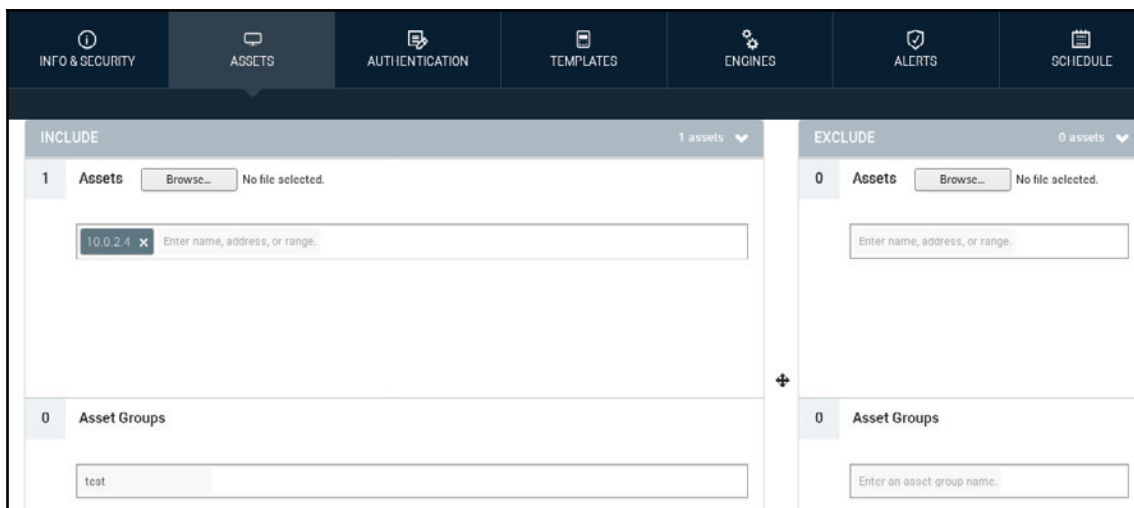 INFO & SECURITY
ASSETS
AUTHENTICATION
TEMPLATES
ENGINES
ALERTS
SCHEDULE
INCLUDE
1 assets
EXCLUDE
0 assets
1 Assets Browse... No file selected.
0 Assets Browse... No file selected.
10.0.2.4 × Enter name, address, or range.
Enter name, address, or range.
0 Asset Groups
0 Asset Groups
test
Enter an asset group name.